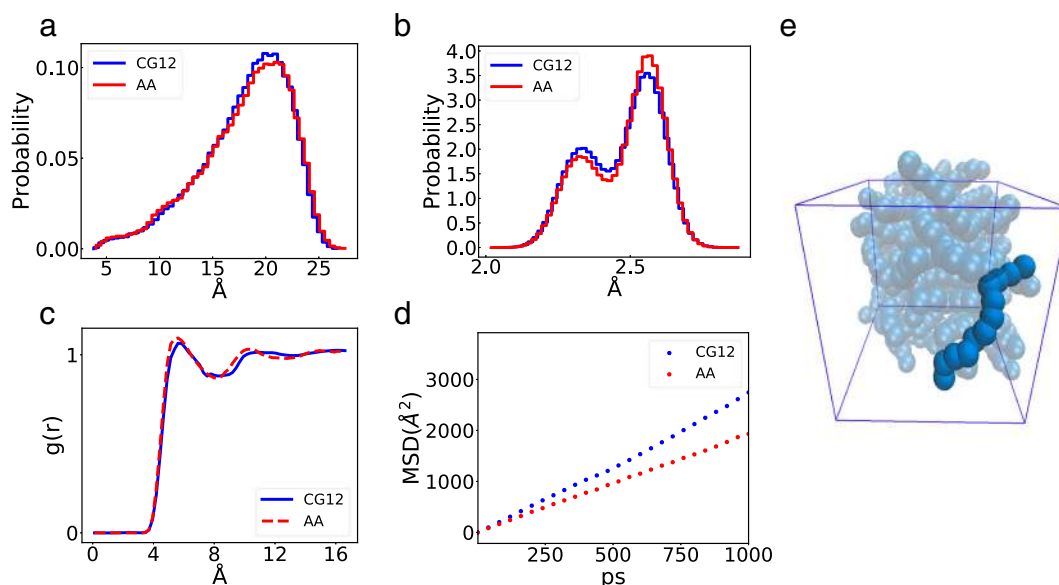 a
0.10
0.05
0.00
Probability
CG12
AA
5
10
15
20
25
Å
b
4.0
3.5
3.0
2.5
2.0
1.5
1.0
0.5
0.0
Probability
CG12
AA
2.0
2.5
Å
e
c
1
0
g(r)
CG12
AA
0
4
8
12
16
Å
d
3000
2000
1000
0
MSD(Å²)
CG12
AA
250
500
750
1000
ps